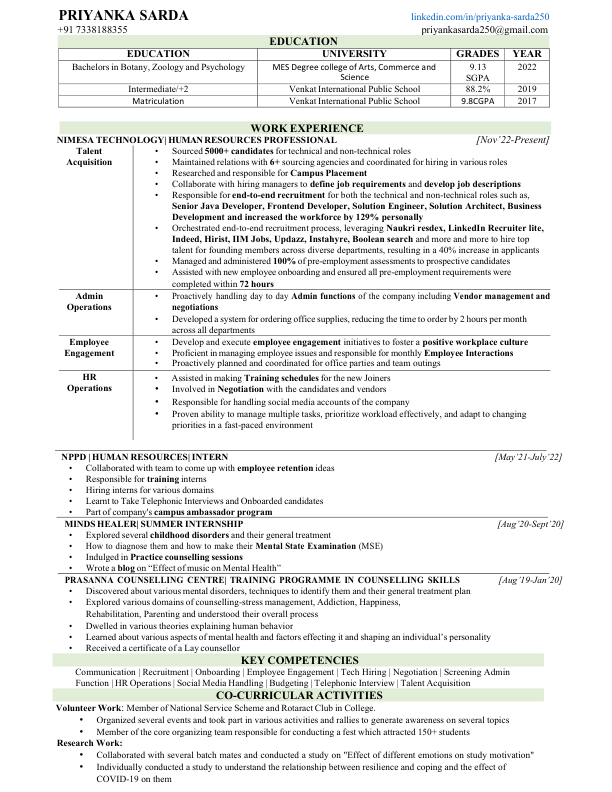 PRIYANKA SARDA
linkedin.com/in/priyanka-sarda250
+91 7338188355
priyankasarda250@gmail.com
EDUCATION
EDUCATION UNIVERSITY GRADES YEAR
Bachelors in Botany, Zoology and Psychology MES Degree college of Arts, Commerce and Science 9.13 SGPA 2022
Intermediate/+2 Venkat International Public School 88.2% 2019
Matriculation Venkat International Public School 9.8CGPA 2017
WORK EXPERIENCE
NIMESA TECHNOLOGY| HUMAN RESOURCES PROFESSIONAL [Nov'22-Present]
Talent Acquisition
• Sourced 5000+ candidates for technical and non-technical roles
• Maintained relations with 6+ sourcing agencies and coordinated for hiring in various roles
• Researched and responsible for Campus Placement
• Collaborate with hiring managers to define job requirements and develop job descriptions
• Responsible for end-to-end recruitment for both the technical and non-technical roles such as,
Senior Java Developer, Frontend Developer, Solution Engineer, Solution Architect, Business
Development and increased the workforce by 129% personally
• Orchestrated end-to-end recruitment process, leveraging Naukri resdex, LinkedIn Recruiter lite,
Indeed, Hirist, IIM Jobs, Updazz, Instahyre, Boolean search and more and more to hire top
talent for founding members across diverse departments, resulting in a 40% increase in applicants
• Managed and administered 100% of pre-employment assessments to prospective candidates
• Assisted with new employee onboarding and ensured all pre-employment requirements were
completed within 72 hours
Admin Operations
• Proactively handling day to day Admin functions of the company including Vendor management and
negotiations
• Developed a system for ordering office supplies, reducing the time to order by 2 hours per month
across all departments
Employee Engagement
• Develop and execute employee engagement initiatives to foster a positive workplace culture
• Proficient in managing employee issues and responsible for monthly Employee Interactions
• Proactively planned and coordinated for office parties and team outings
HR Operations
• Assisted in making Training schedules for the new Joiners
• Involved in Negotiation with the candidates and vendors
• Responsible for handling social media accounts of the company
• Proven ability to manage multiple tasks, prioritize workload effectively, and adapt to changing
priorities in a fast-paced environment
NPPD | HUMAN RESOURCES| INTERN [May'21-July'22]
• Collaborated with team to come up with employee retention ideas
• Responsible for training interns
• Hiring interns for various domains
• Learnt to Take Telephonic Interviews and Onboarded candidates
• Part of company's campus ambassador program
MINDS HEALER| SUMMER INTERNSHIP [Aug'20-Sept'20]
• Explored several childhood disorders and their general treatment
• How to diagnose them and how to make their Mental State Examination (MSE)
• Indulged in Practice counselling sessions
• Wrote a blog on “Effect of music on Mental Health”
PRASANNA COUNSELLING CENTRE| TRAINING PROGRAMME IN COUNSELLING SKILLS [Aug'19-Jan'20]
• Discovered about various mental disorders, techniques to identify them and their general treatment plan
• Explored various domains of counselling-stress management, Addiction, Happiness,
Rehabilitation, Parenting and understood their overall process
• Dwelled in various theories explaining human behavior
• Learned about various aspects of mental health and factors effecting it and shaping an individual's personality
• Received a certificate of a Lay counsellor
KEY COMPETENCIES
Communication | Recruitment | Onboarding | Employee Engagement | Tech Hiring | Negotiation | Screening Admin
Function | HR Operations | Social Media Handling | Budgeting | Telephonic Interview | Talent Acquisition
CO-CURRICULAR ACTIVITIES
Volunteer Work: Member of National Service Scheme and Rotaract Club in College.
• Organized several events and took part in various activities and rallies to generate awareness on several topics
• Member of the core organizing team responsible for conducting a fest which attracted 150+ students
Research Work:
• Collaborated with several batch mates and conducted a study on "Effect of different emotions on study motivation"
• Individually conducted a study to understand the relationship between resilience and coping and the effect of
COVID-19 on them